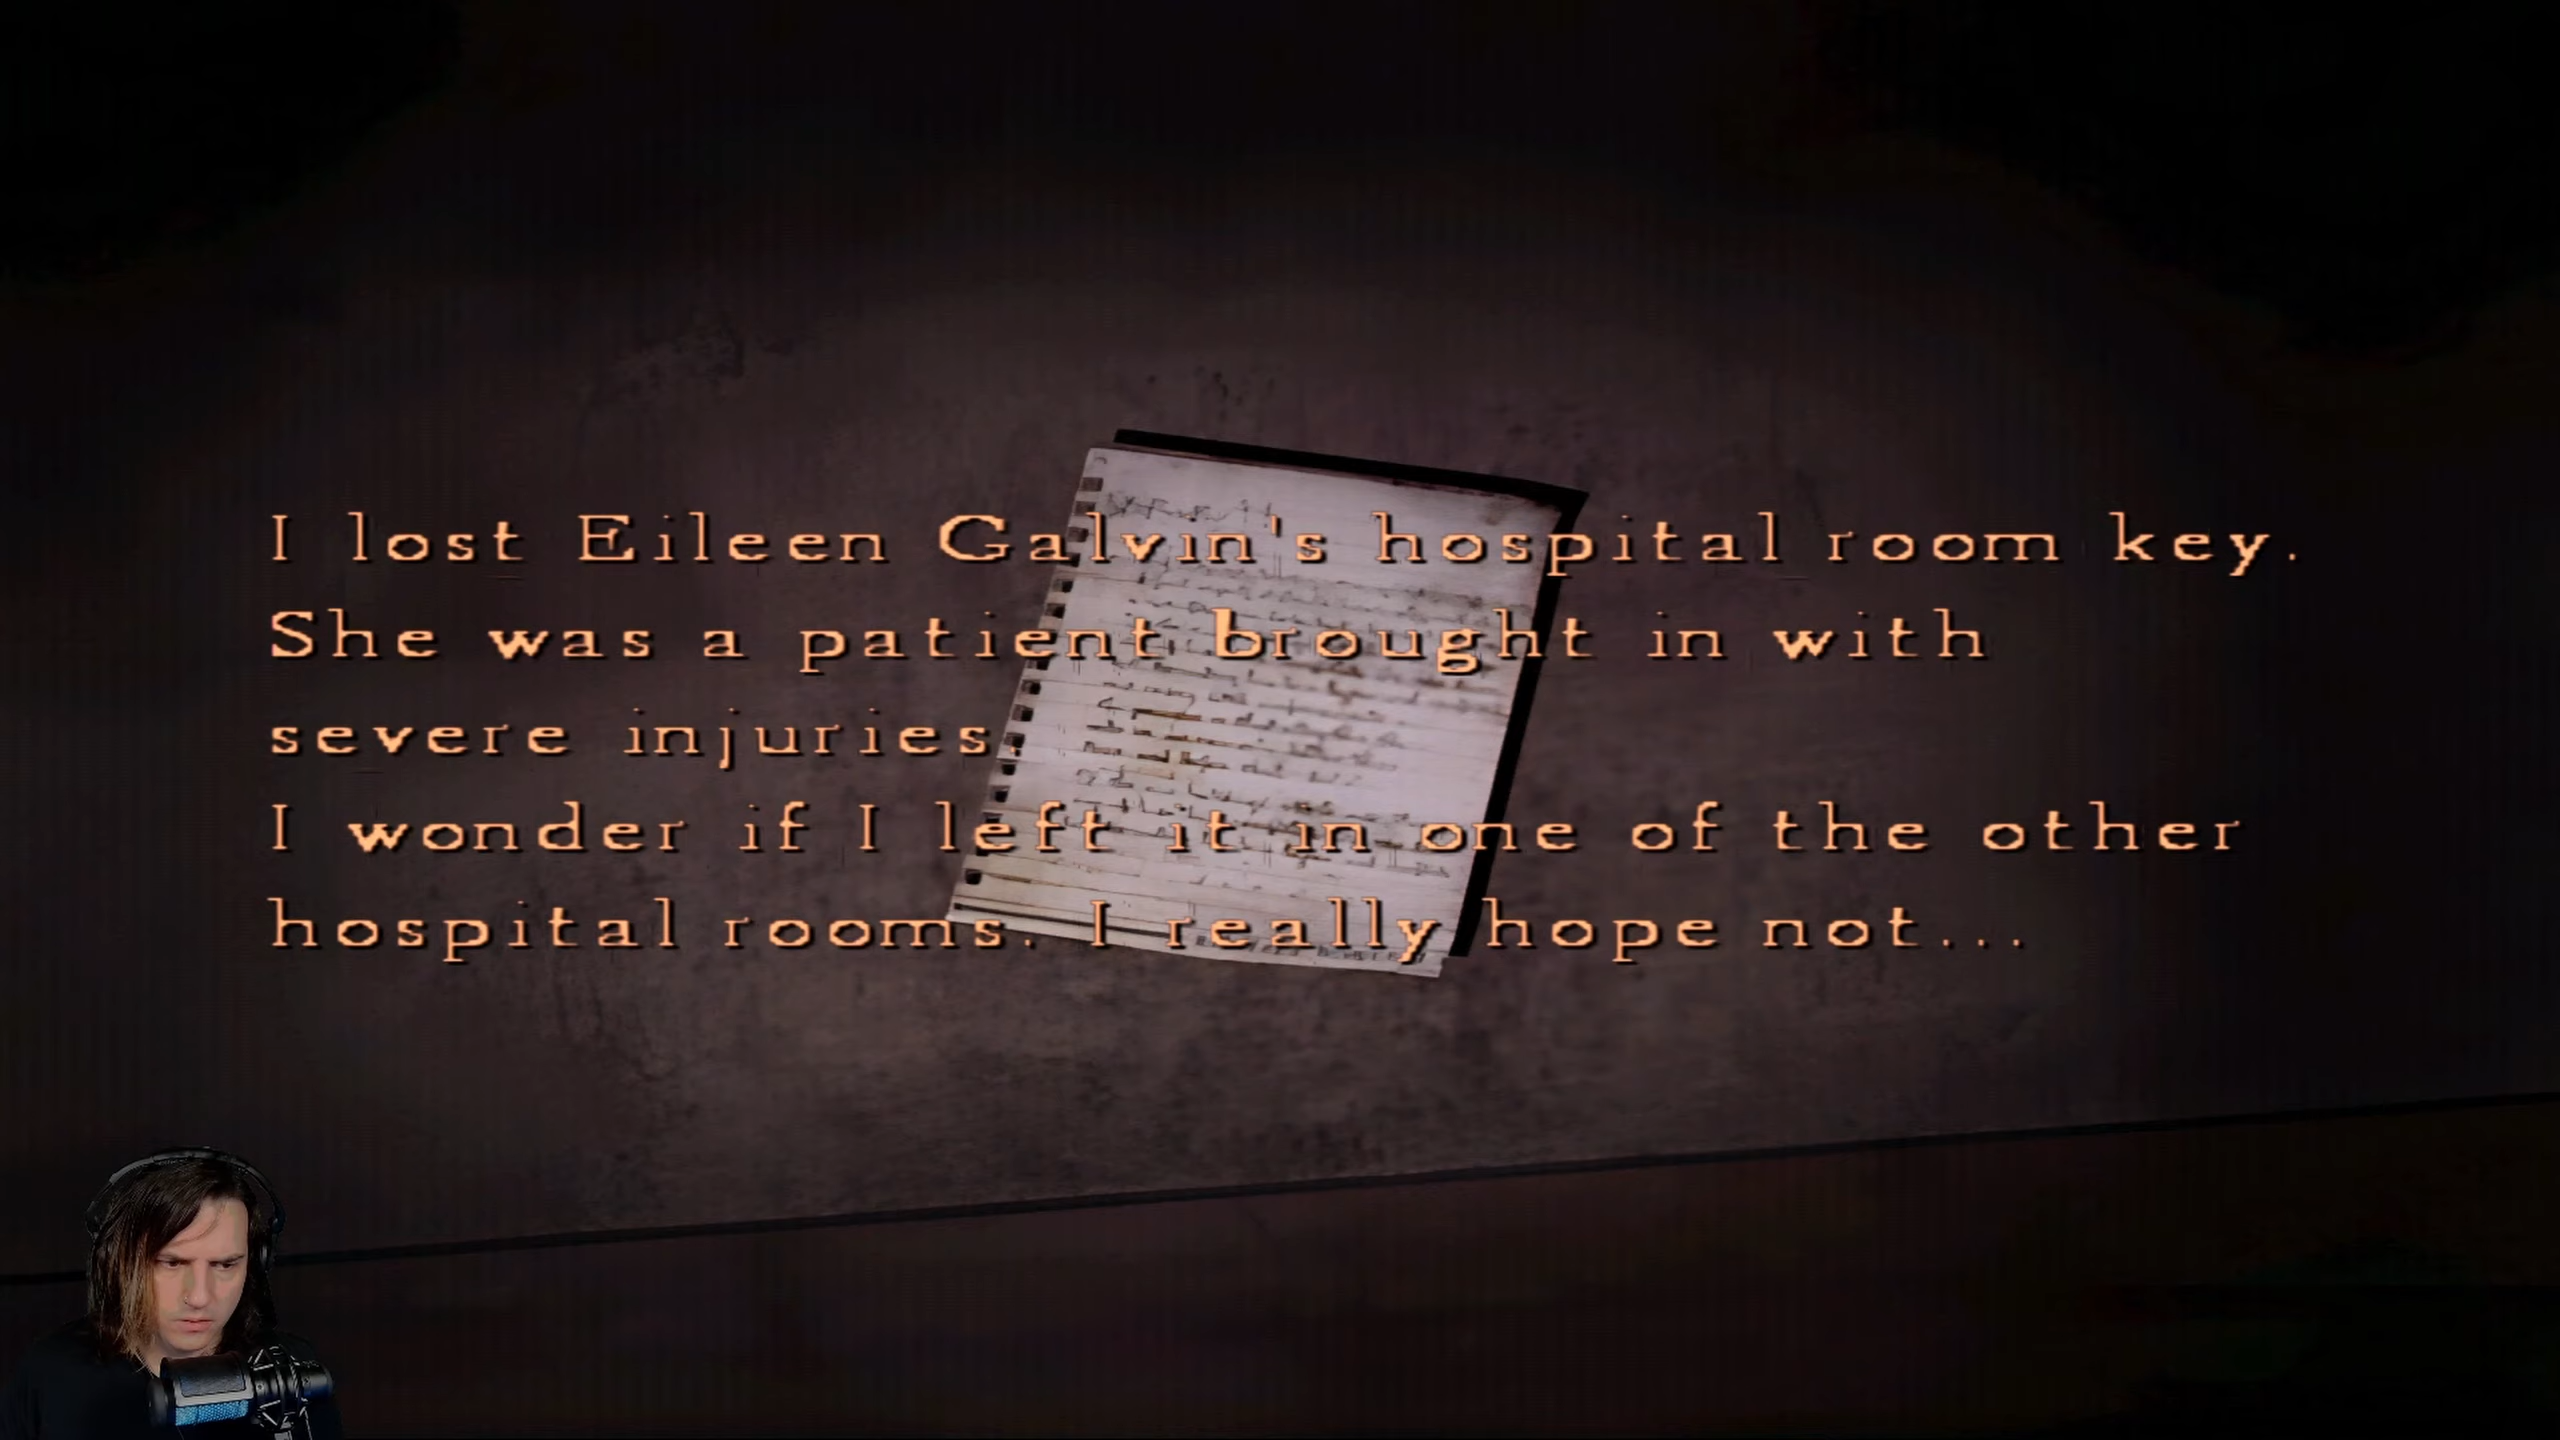 I lost Eileen Galvin's hospital room key.
She was a patient brought in with
severe injuries.
I wonder if I left it in one of the other
hospital rooms. I really hope not...